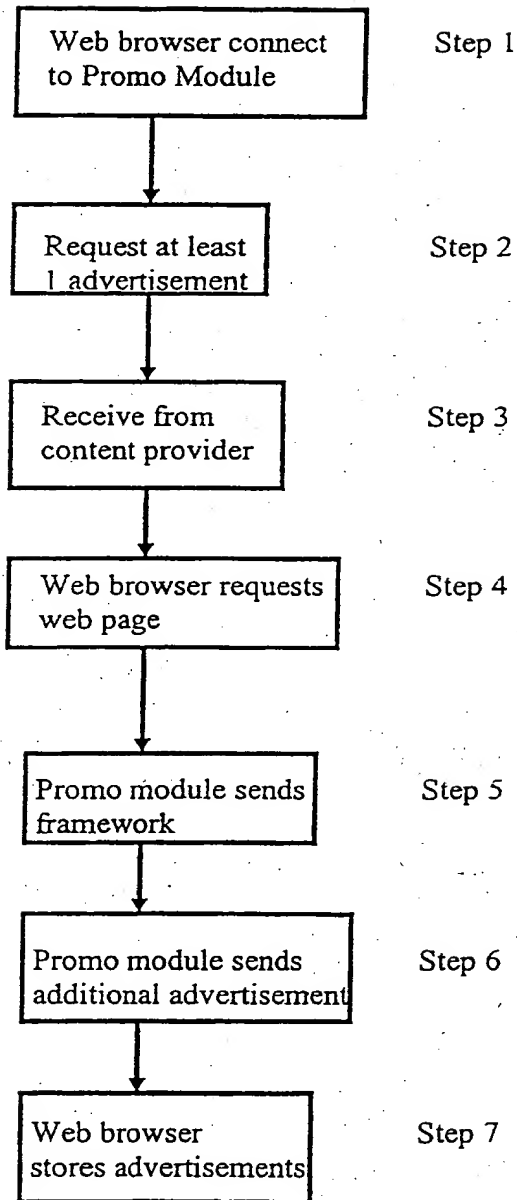 Web browser connect
to Promo Module
Step 1
Request at least
1 advertisement
Step 2
Receive from
content provider
Step 3
Web browser requests
web page
Step 4
Promo module sends
framework
Step 5
Promo module sends
additional advertisement
Step 6
Web browser
stores advertisements
Step 7